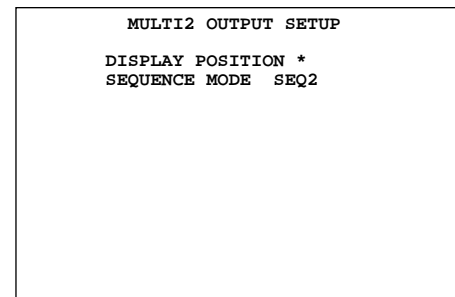 MULTI2 OUTPUT SETUP
DISPLAY POSITION *
SEQUENCE MODE SEQ2